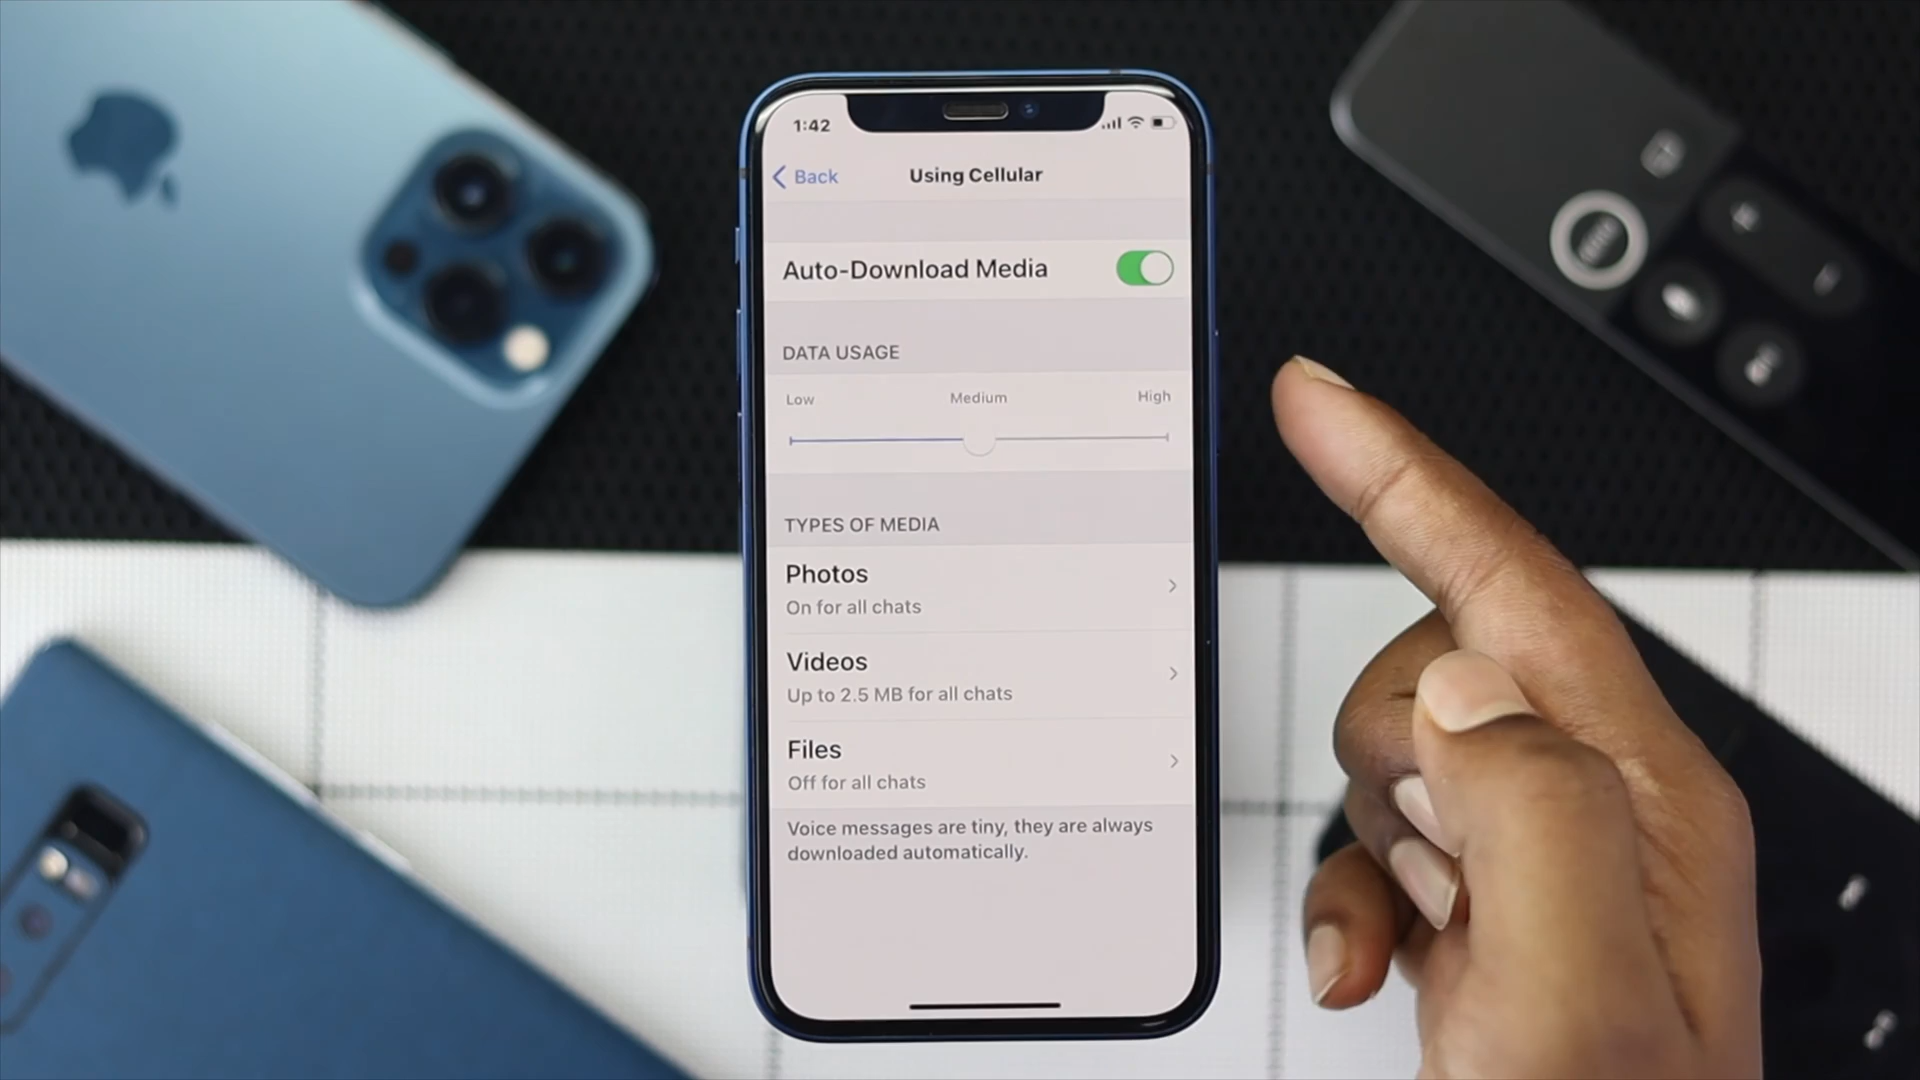 1:42
Back
Using Cellular
Auto-Download Media
DATA USAGE
Low Medium High
TYPES OF MEDIA
Photos
On for all chats
Videos
Up to 2.5 MB for all chats
Files
Off for all chats
Voice messages are tiny, they are always
downloaded automatically.